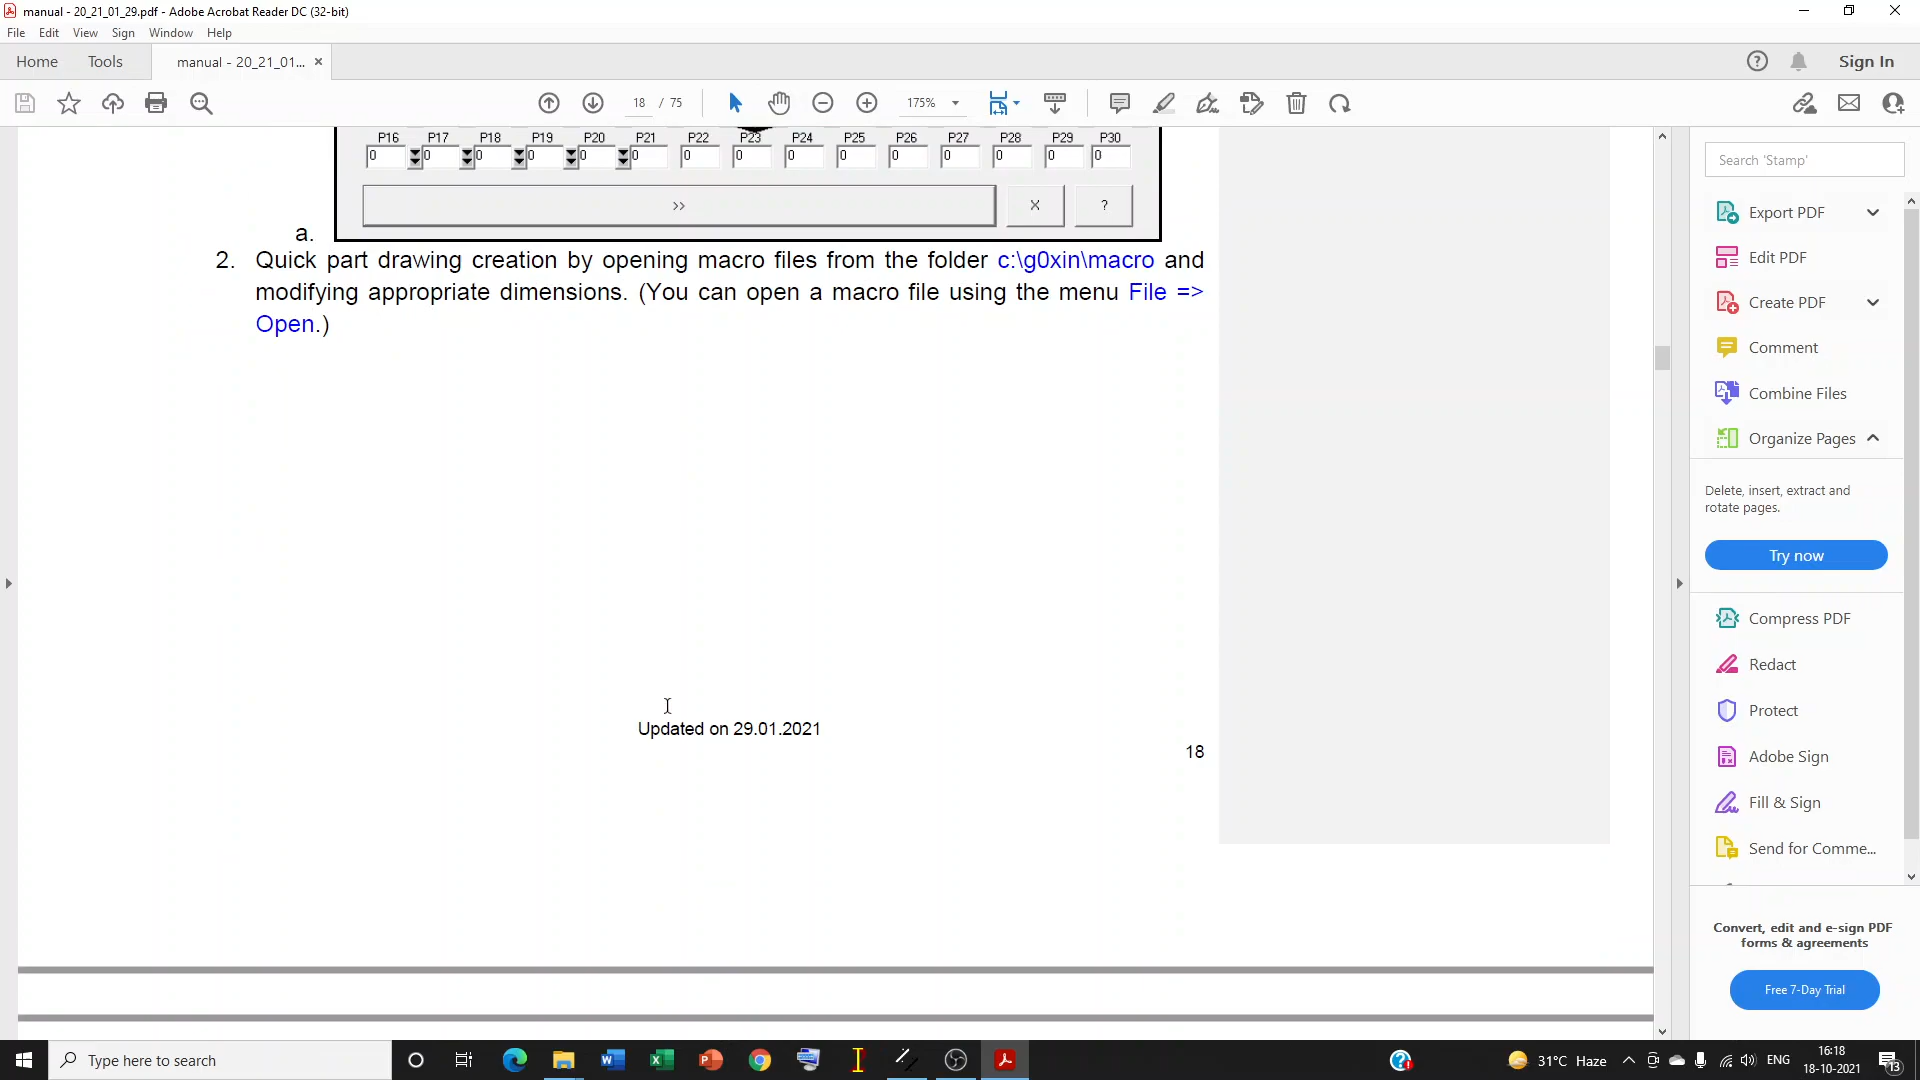 manual - 20_21_01_29.pdf - Adobe Acrobat Reader DC (32-bit)
File Edit View Sign Window Help
Home Tools manual - 20_21_01... × Sign In
18 / 75 175%
P16 P17 P18 P19 P20 P21 P22 P23 P24 P25 P26 P27 P28 P29 P30
0 0 0 0 0 0 0 0 0 0 0 0 0 0 0
>> X ?
a.
2. Quick part drawing creation by opening macro files from the folder c:\g0xin\macro and
modifying appropriate dimensions. (You can open a macro file using the menu File =>
Open.)
Updated on 29.01.2021
18
Search 'Stamp'
Export PDF
Edit PDF
Create PDF
Comment
Combine Files
Organize Pages
Delete, insert, extract and
rotate pages.
Try now
Compress PDF
Redact
Protect
Adobe Sign
Fill & Sign
Send for Comme...
Convert, edit and e-sign PDF
forms & agreements
Free 7-Day Trial
Type here to search
31°C Haze
ENG
16:18
18-10-2021
13